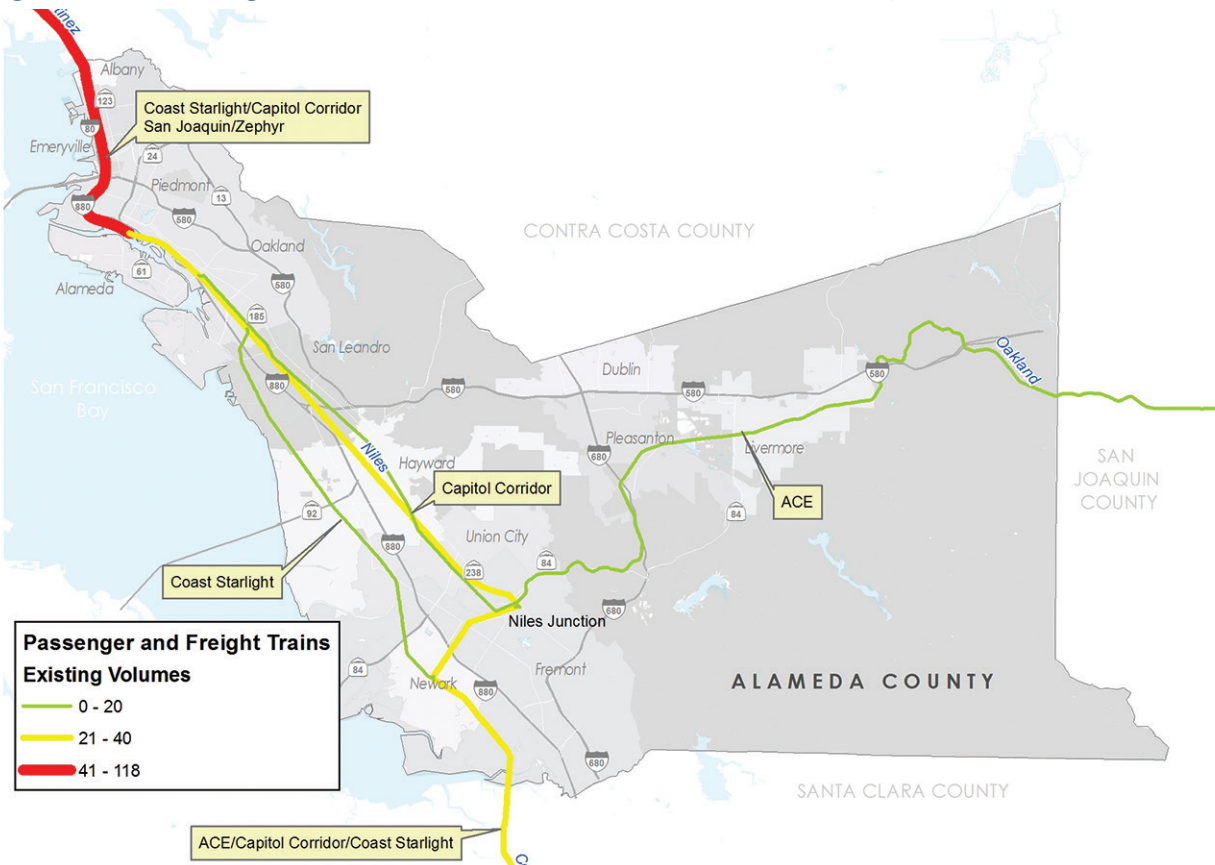 tinez
Albany
123
Coast Starlight/Capitol Corridor
San Joaquin/Zephyr
80
Emeryville
24
Piedmont
13
880
580
CONTRA COSTA COUNTY
Oakland
61
580
Alameda
185
San Leandro
Dublin
Oakland
San Francisco
Bay
880
580
580
580
Niles
Pleasanton
Livermore
Hayward
680
SAN
JOAQUIN
COUNTY
Capitol Corridor
ACE
92
84
Union City
880
84
Coast Starlight
238
680
Niles Junction
Passenger and Freight Trains
Existing Volumes
0 - 20
21 - 40
41 - 118
84
Fremont
Newark
880
ALAMEDA COUNTY
680
SANTA CLARA COUNTY
ACE/Capitol Corridor/Coast Starlight